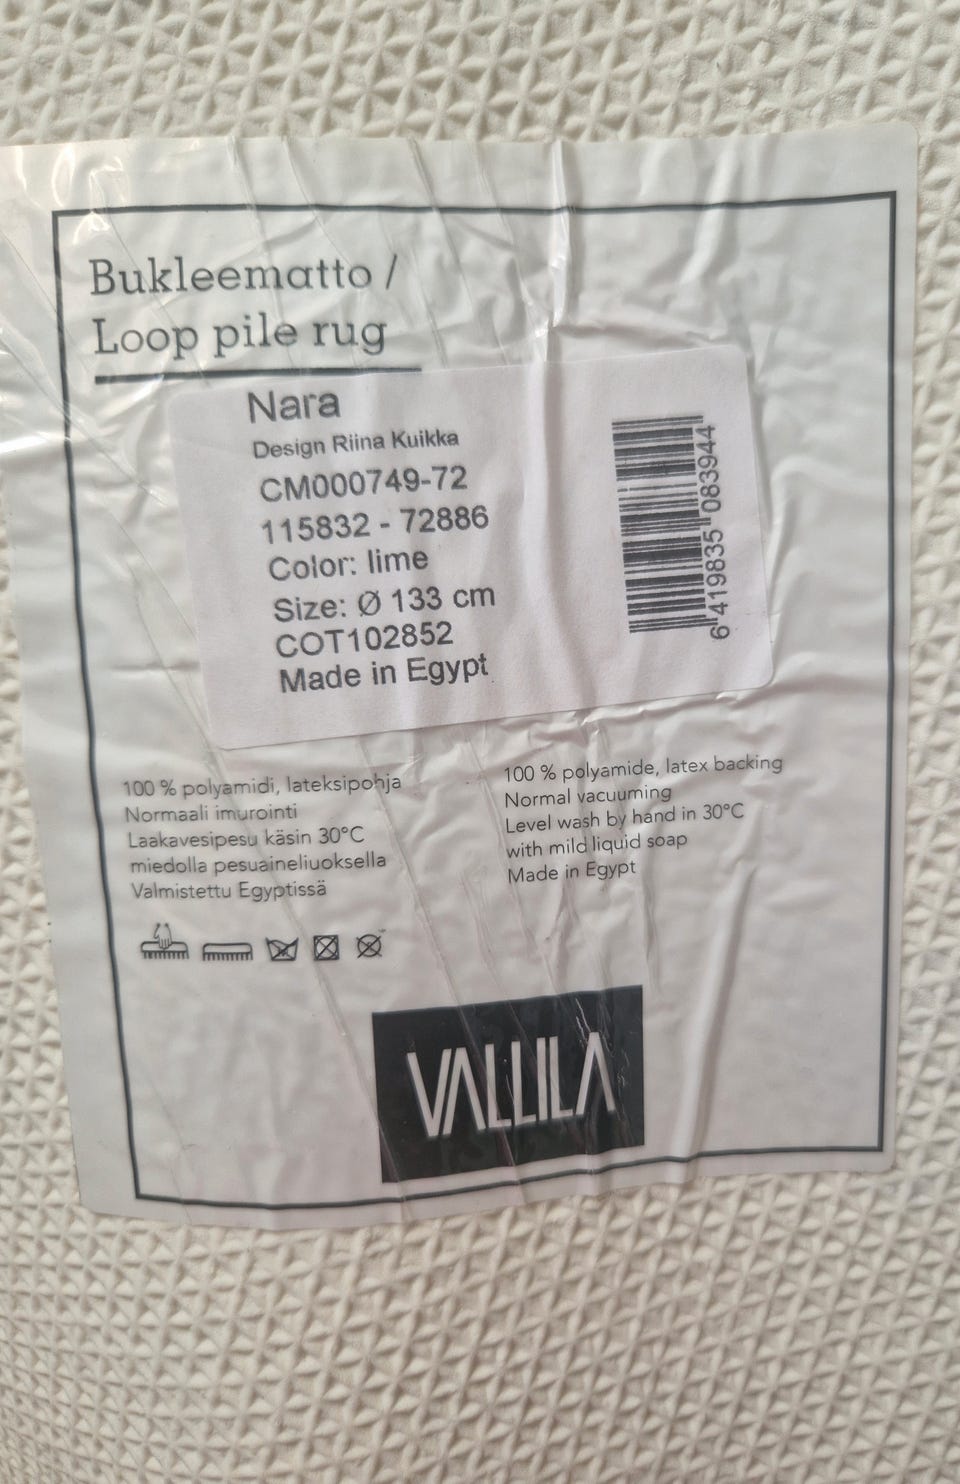 Bukleematto /
Loop pile rug
Nara
Design Riina Kuikka
CM000749-72
115832 - 72886
Color: lime
Size: Ø 133 cm
COT102852
Made in Egypt
6 419835 083944
100 % polyamidi, lateksipohja
Normaali imurointi
Laakavesipesu käsin 30°C
miedolla pesuaineliuoksella
Valmistettu Egyptissä
100 % polyamide, latex backing
Normal vacuuming
Level wash by hand in 30°C
with mild liquid soap
Made in Egypt
VALLILA